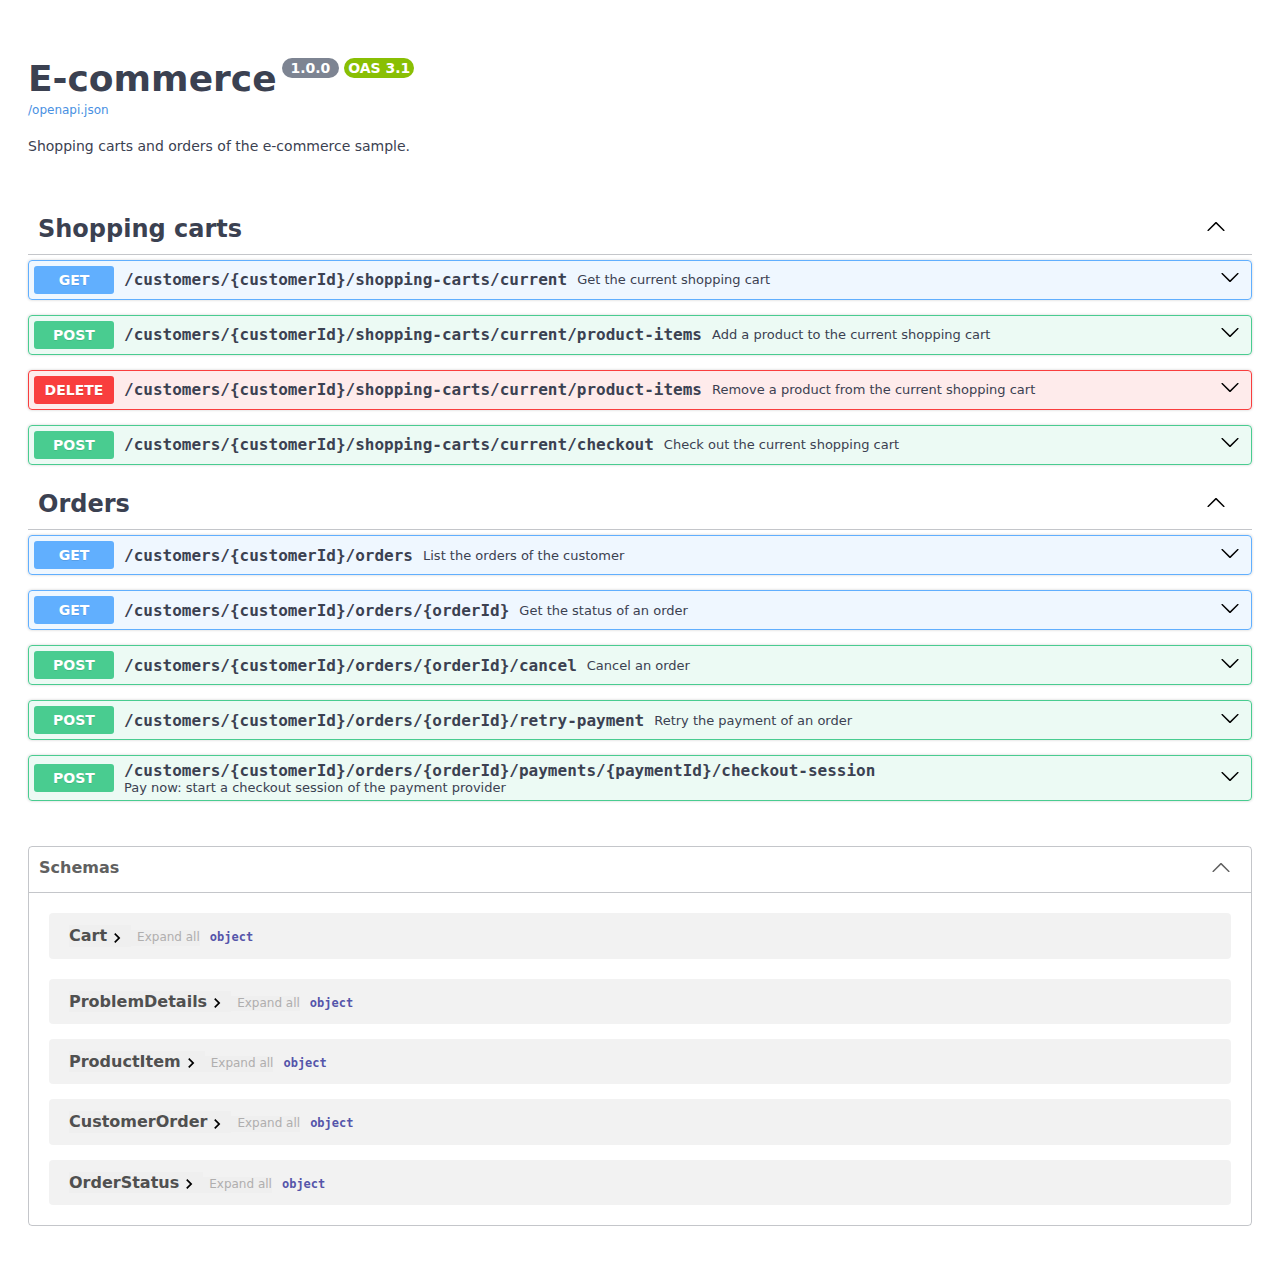 E-commerce 1.0.0 OAS 3.1
/openapi.json
Shopping carts and orders of the e-commerce sample.
Shopping carts
GET /customers/{customerId}/shopping-carts/current Get the current shopping cart
POST /customers/{customerId}/shopping-carts/current/product-items Add a product to the current shopping cart
DELETE /customers/{customerId}/shopping-carts/current/product-items Remove a product from the current shopping cart
POST /customers/{customerId}/shopping-carts/current/checkout Check out the current shopping cart
Orders
GET /customers/{customerId}/orders List the orders of the customer
GET /customers/{customerId}/orders/{orderId} Get the status of an order
POST /customers/{customerId}/orders/{orderId}/cancel Cancel an order
POST /customers/{customerId}/orders/{orderId}/retry-payment Retry the payment of an order
POST /customers/{customerId}/orders/{orderId}/payments/{paymentId}/checkout-session
Pay now: start a checkout session of the payment provider
Schemas
Cart Expand all object
ProblemDetails Expand all object
ProductItem Expand all object
CustomerOrder Expand all object
OrderStatus Expand all object